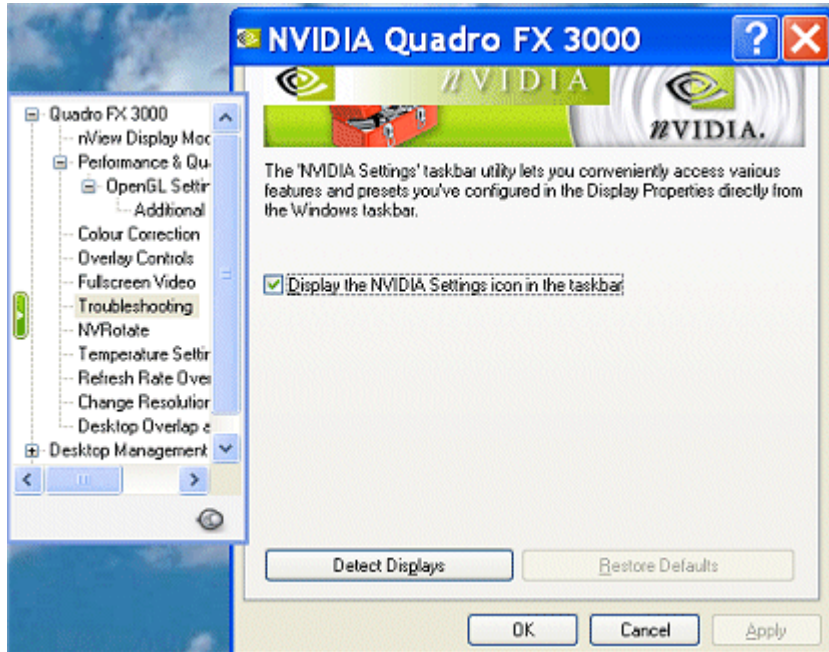 NVIDIA Quadro FX 3000
nVIDIA
nVIDIA.
Quadro FX 3000
nView Display Mod
Performance & Qu
OpenGL Settin
Additional
Colour Correction
Overlay Controls
Fullscreen Video
Troubleshooting
NVRotate
Temperature Settin
Refresh Rate Over
Change Resolution
Desktop Overlap a
Desktop Management
The 'NVIDIA Settings' taskbar utility lets you conveniently access various
features and presets you've configured in the Display Properties directly from
the Windows taskbar.
Display the NVIDIA Settings icon in the taskbar
Detect Displays
Restore Defaults
OK
Cancel
Apply